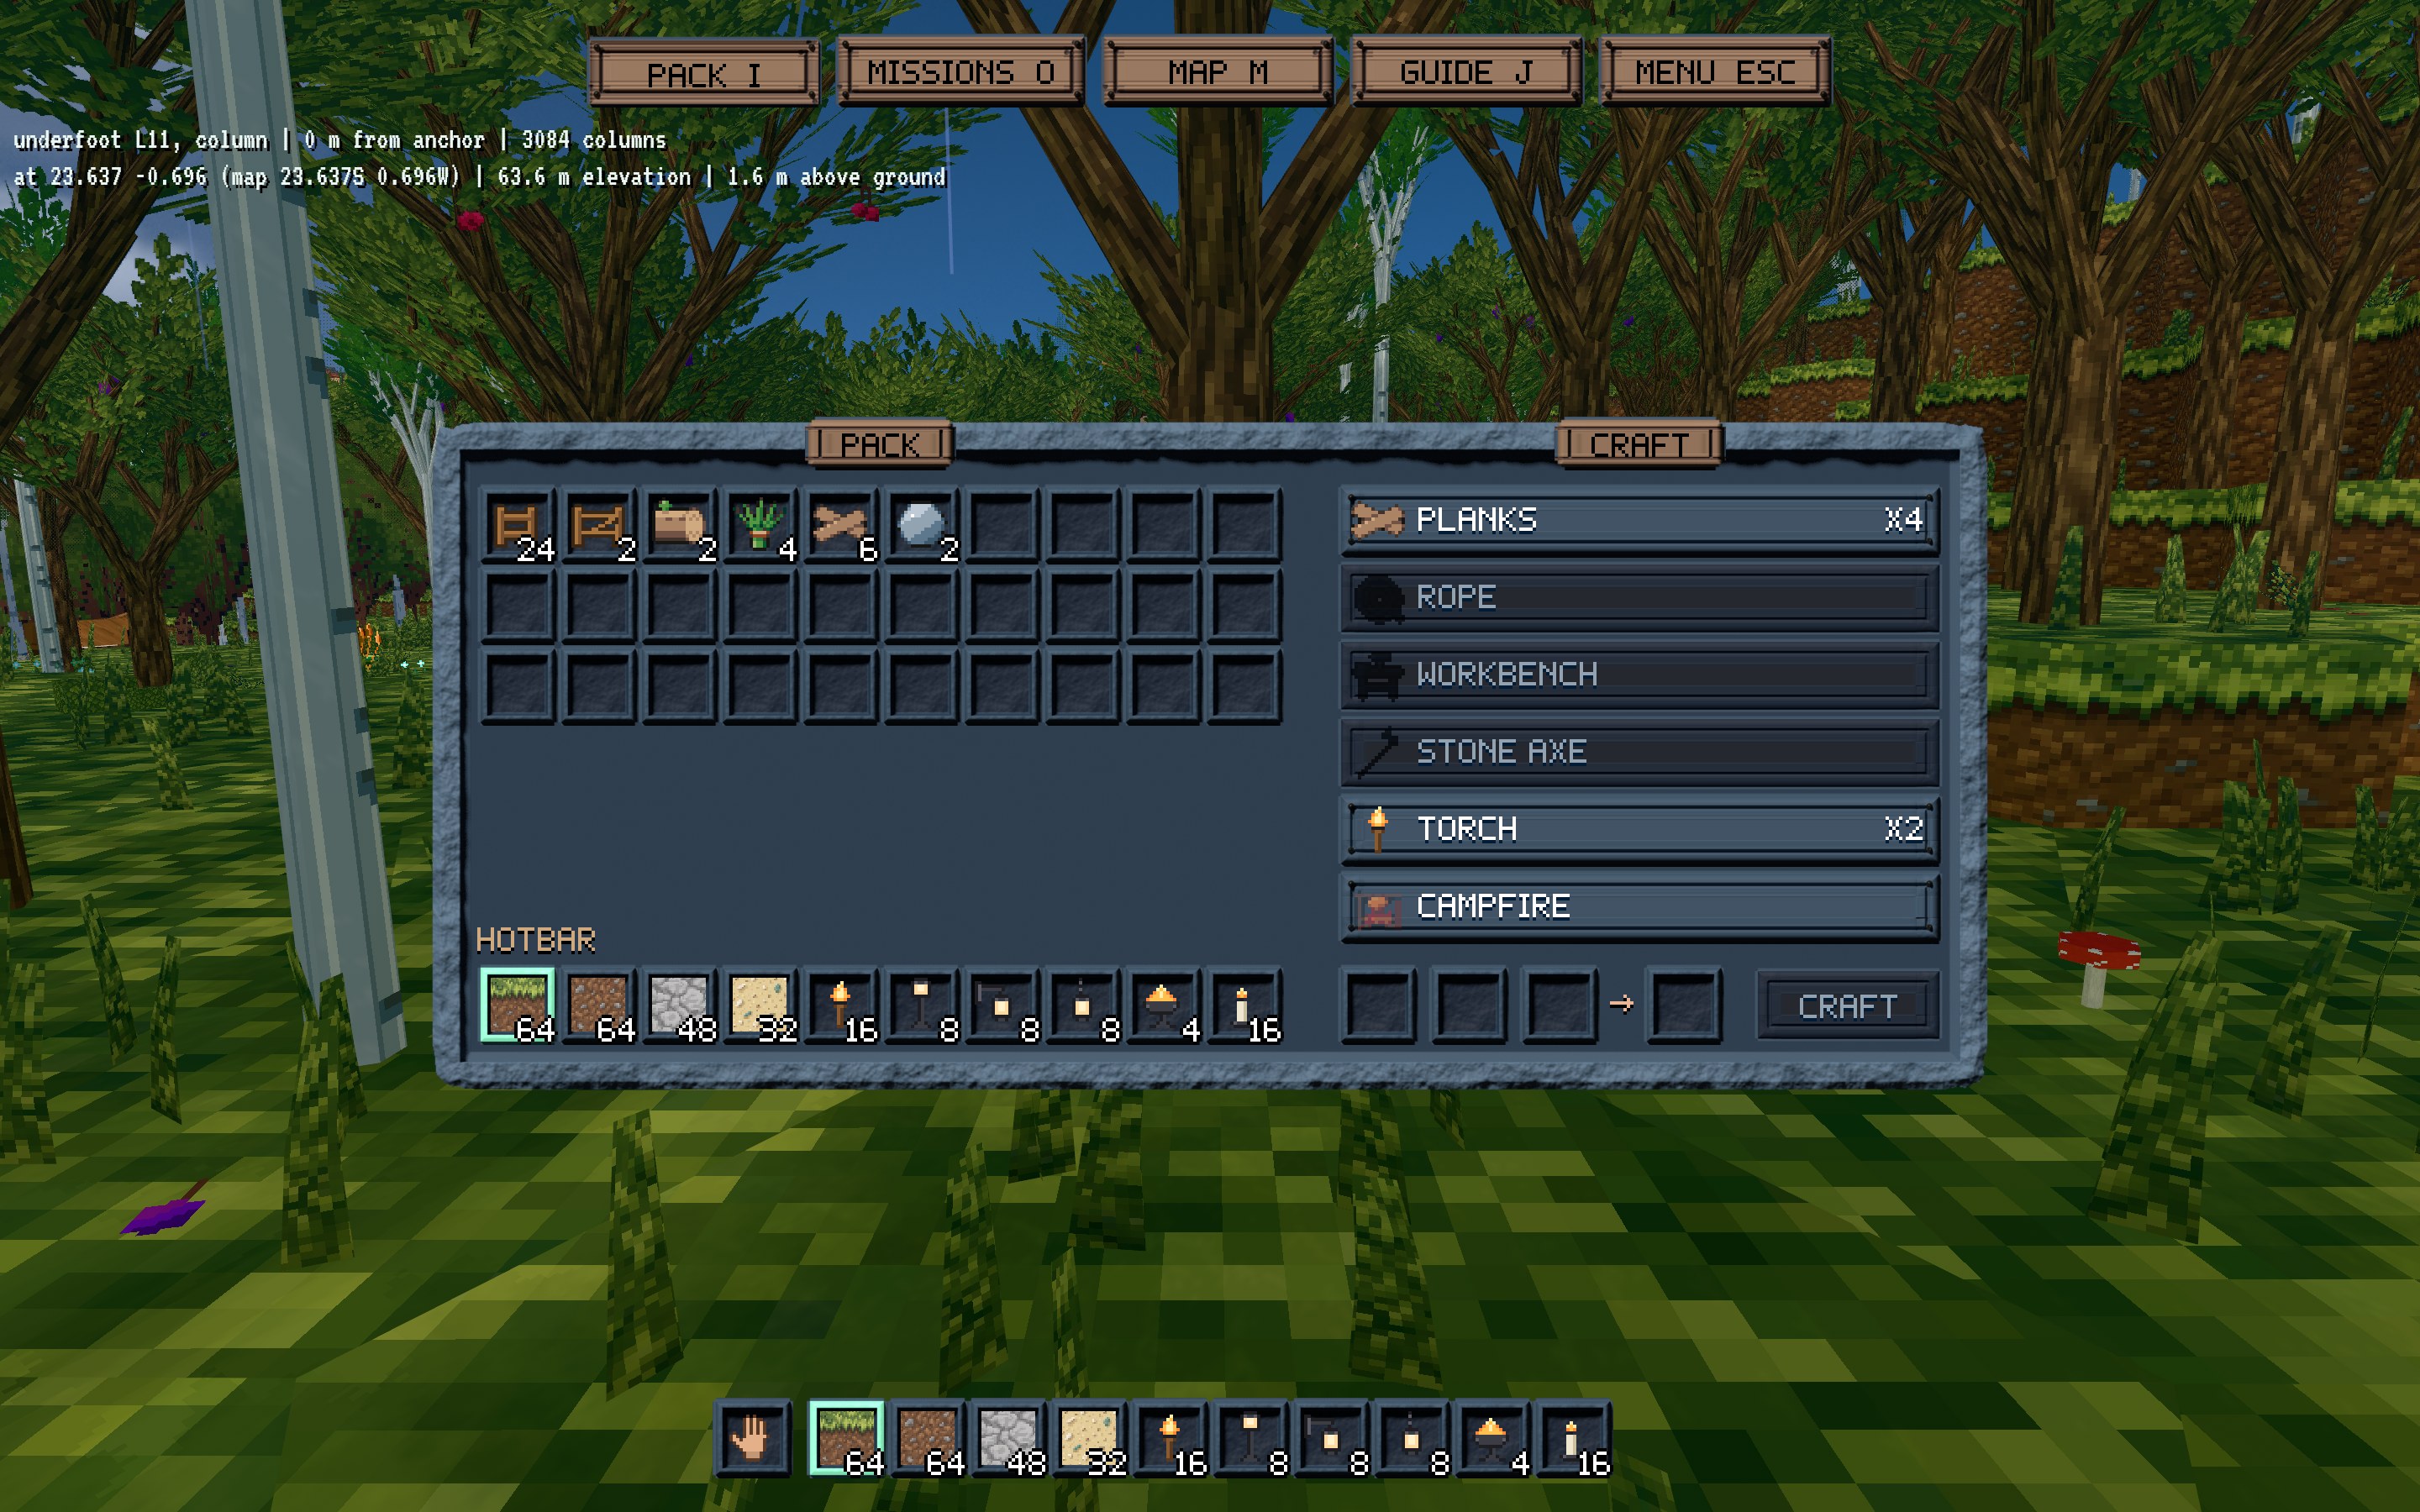 PACK I
MISSIONS O
MAP M
GUIDE J
MENU ESC
underfoot L11, column | 0 m from anchor | 3084 columns
at 23.637 -0.696 (map 23.637S 0.696W) | 63.6 m elevation | 1.6 m above ground
PACK
CRAFT
24 2 2 4 6 2
PLANKS X4
ROPE
WORKBENCH
STONE AXE
TORCH X2
CAMPFIRE
HOTBAR
64 64 48 32 16 8 8 8 4 16
CRAFT
64 64 48 32 16 8 8 8 4 16